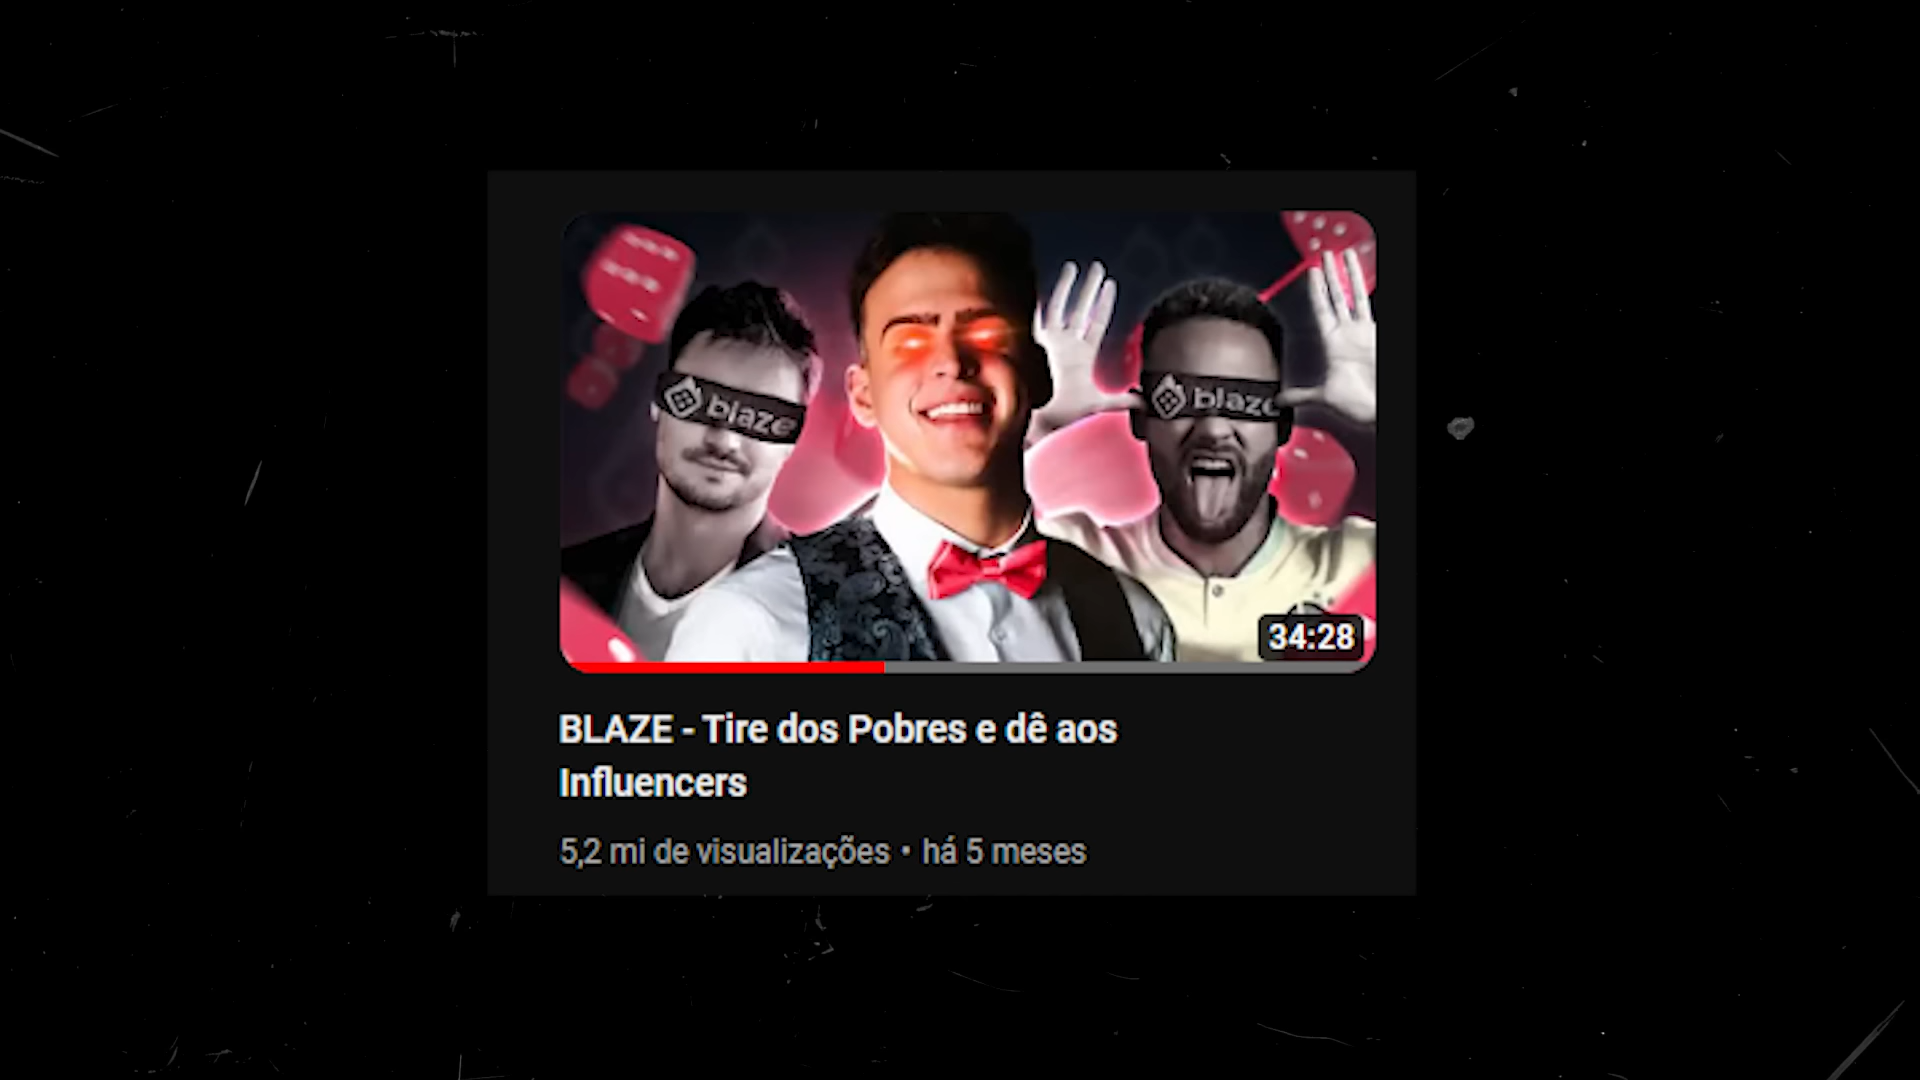 blaze
blaze
34:28
BLAZE - Tire dos Pobres e dê aos
Influencers
5,2 mi de visualizações • há 5 meses